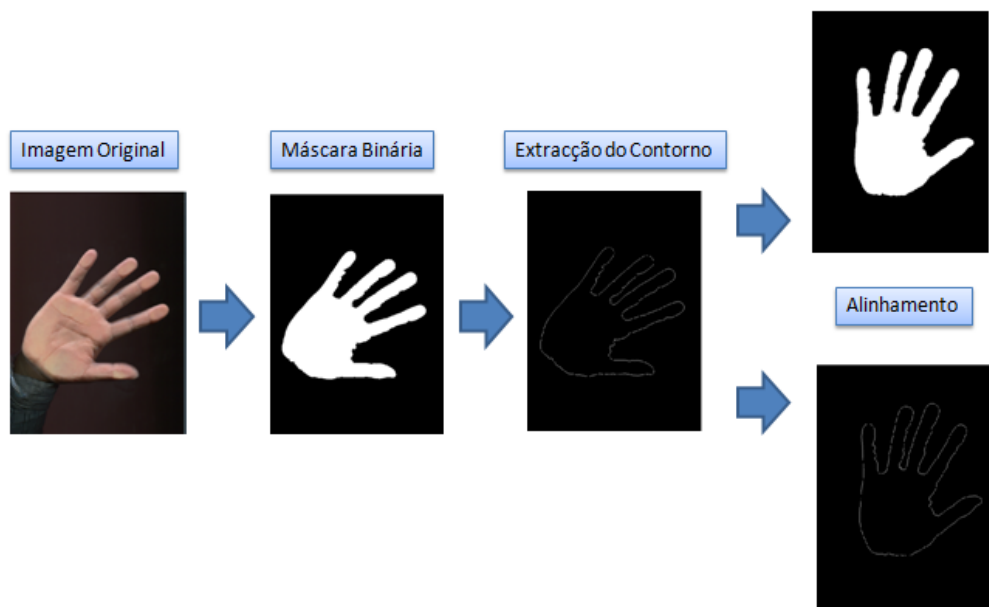 Imagem Original
Máscara Binária
Extracção do Contorno
Alinhamento